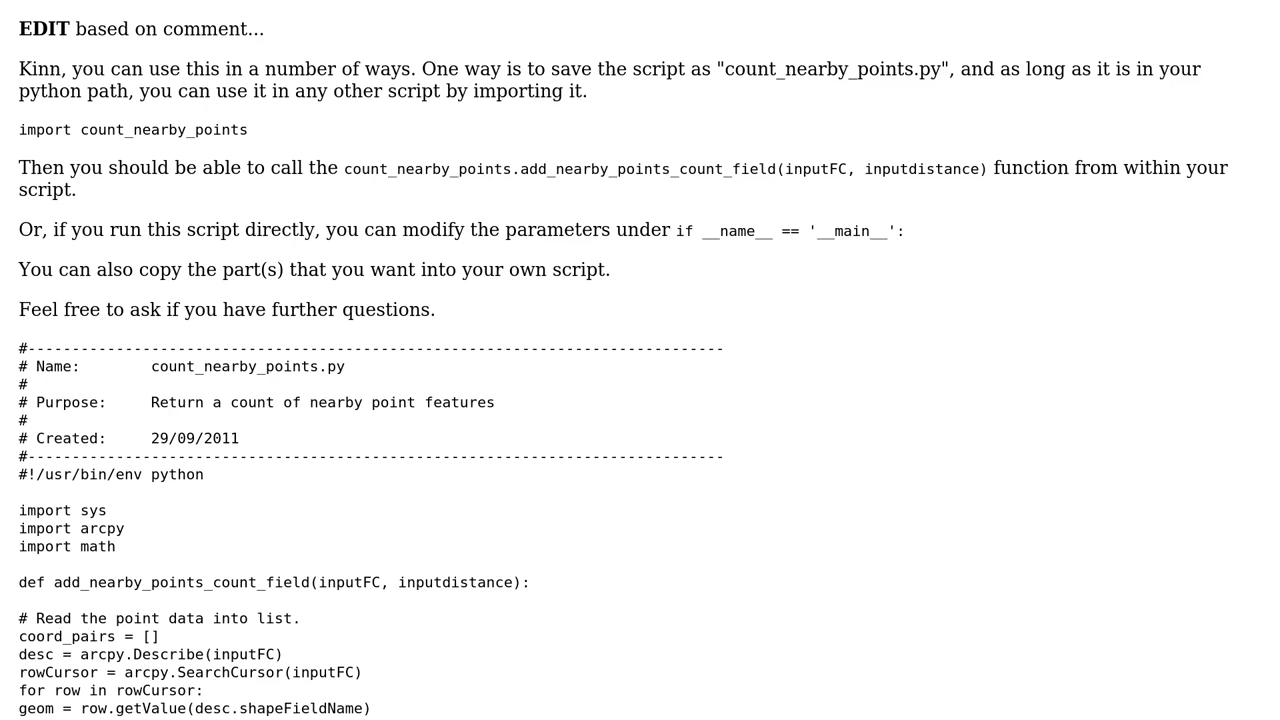 EDIT based on comment...
Kinn, you can use this in a number of ways. One way is to save the script as "count_nearby_points.py", and as long as it is in your
python path, you can use it in any other script by importing it.
import count_nearby_points
Then you should be able to call the count_nearby_points.add_nearby_points_count_field(inputFC, inputdistance) function from within your
script.
Or, if you run this script directly, you can modify the parameters under if __name__ == '__main__':
You can also copy the part(s) that you want into your own script.
Feel free to ask if you have further questions.
#-------------------------------------------------------------------------------
# Name:        count_nearby_points.py
#
# Purpose:     Return a count of nearby point features
#
# Created:     29/09/2011
#-------------------------------------------------------------------------------
#!/usr/bin/env python
import sys
import arcpy
import math
def add_nearby_points_count_field(inputFC, inputdistance):
# Read the point data into list.
coord_pairs = []
desc = arcpy.Describe(inputFC)
rowCursor = arcpy.SearchCursor(inputFC)
for row in rowCursor:
geom = row.getValue(desc.shapeFieldName)